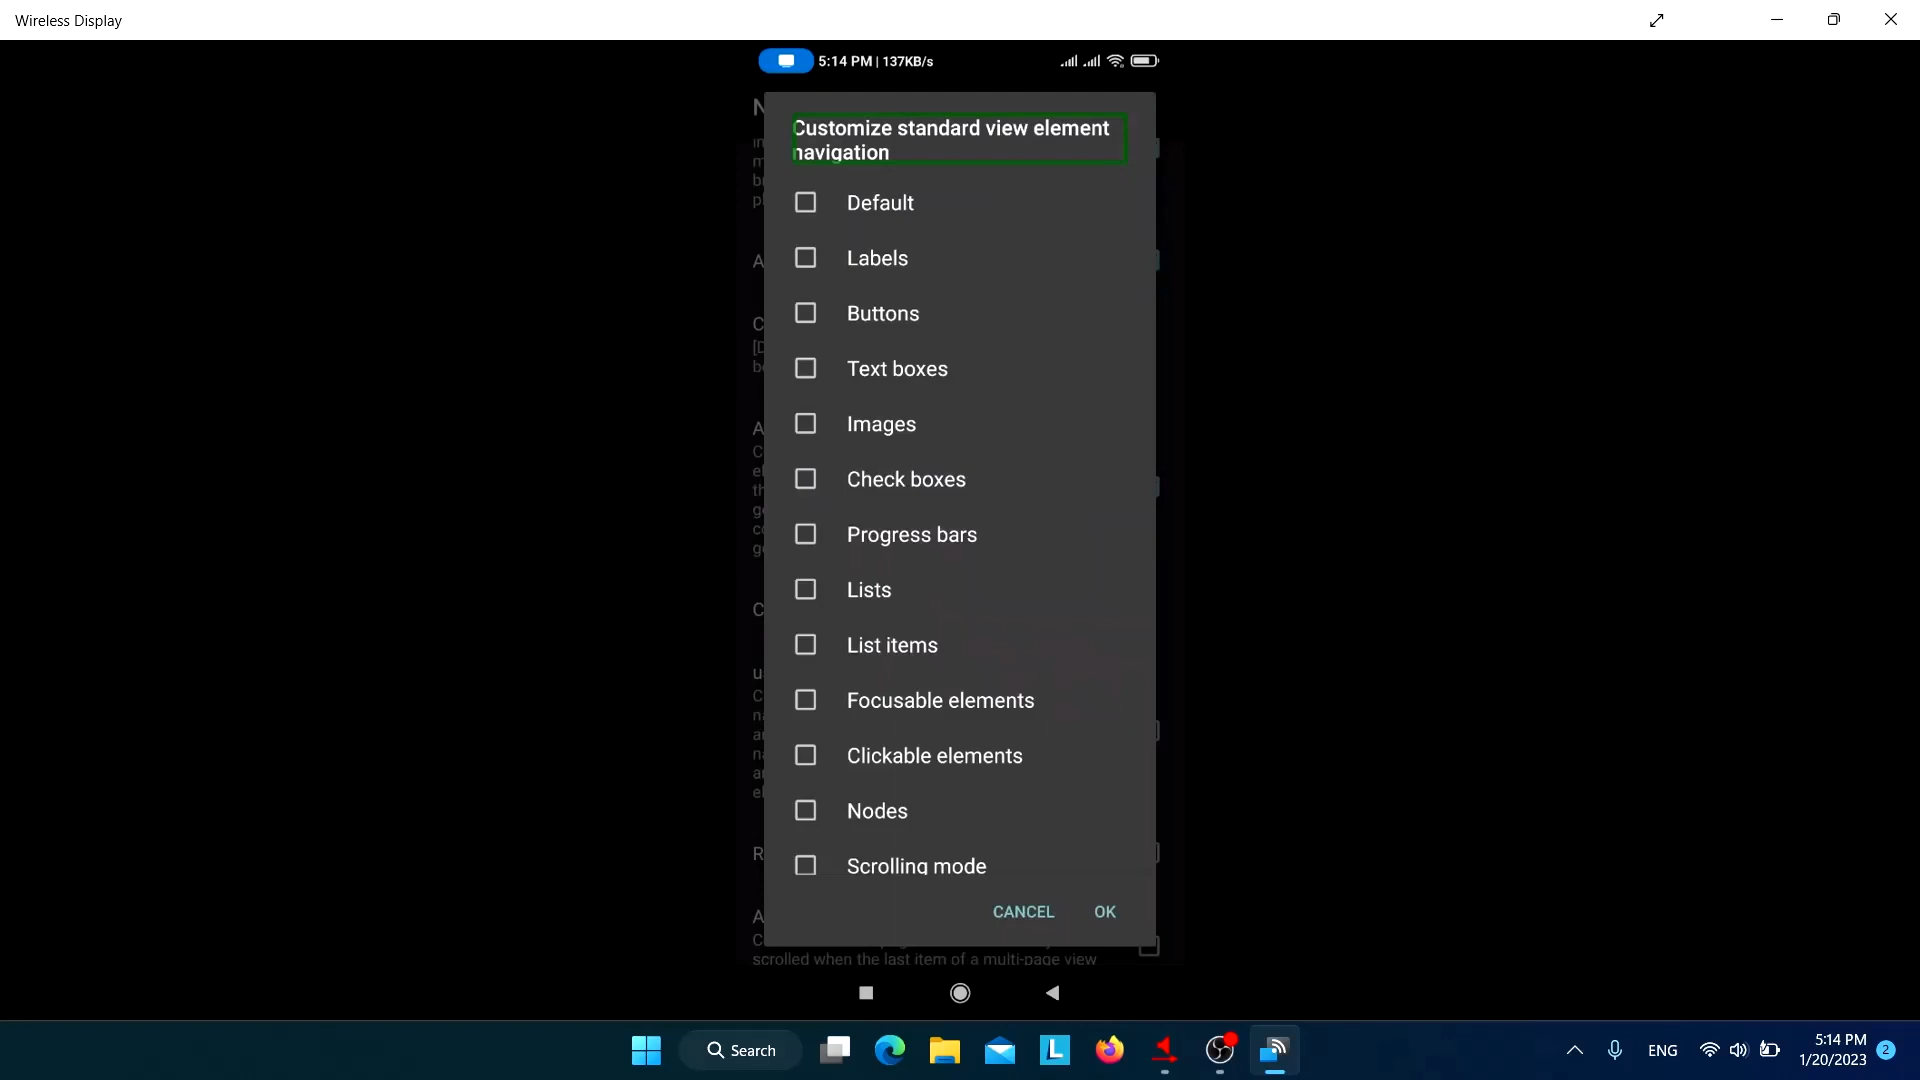 Wireless Display
5:14 PM | 137KB/s
Customize standard view element
navigation
Default
Labels
Buttons
Text boxes
Images
Check boxes
Progress bars
Lists
List items
Focusable elements
Clickable elements
Nodes
Scrolling mode
CANCEL
OK
scrolled when the last item of a multi-page view
Search
ENG
5:14 PM
1/20/2023
2